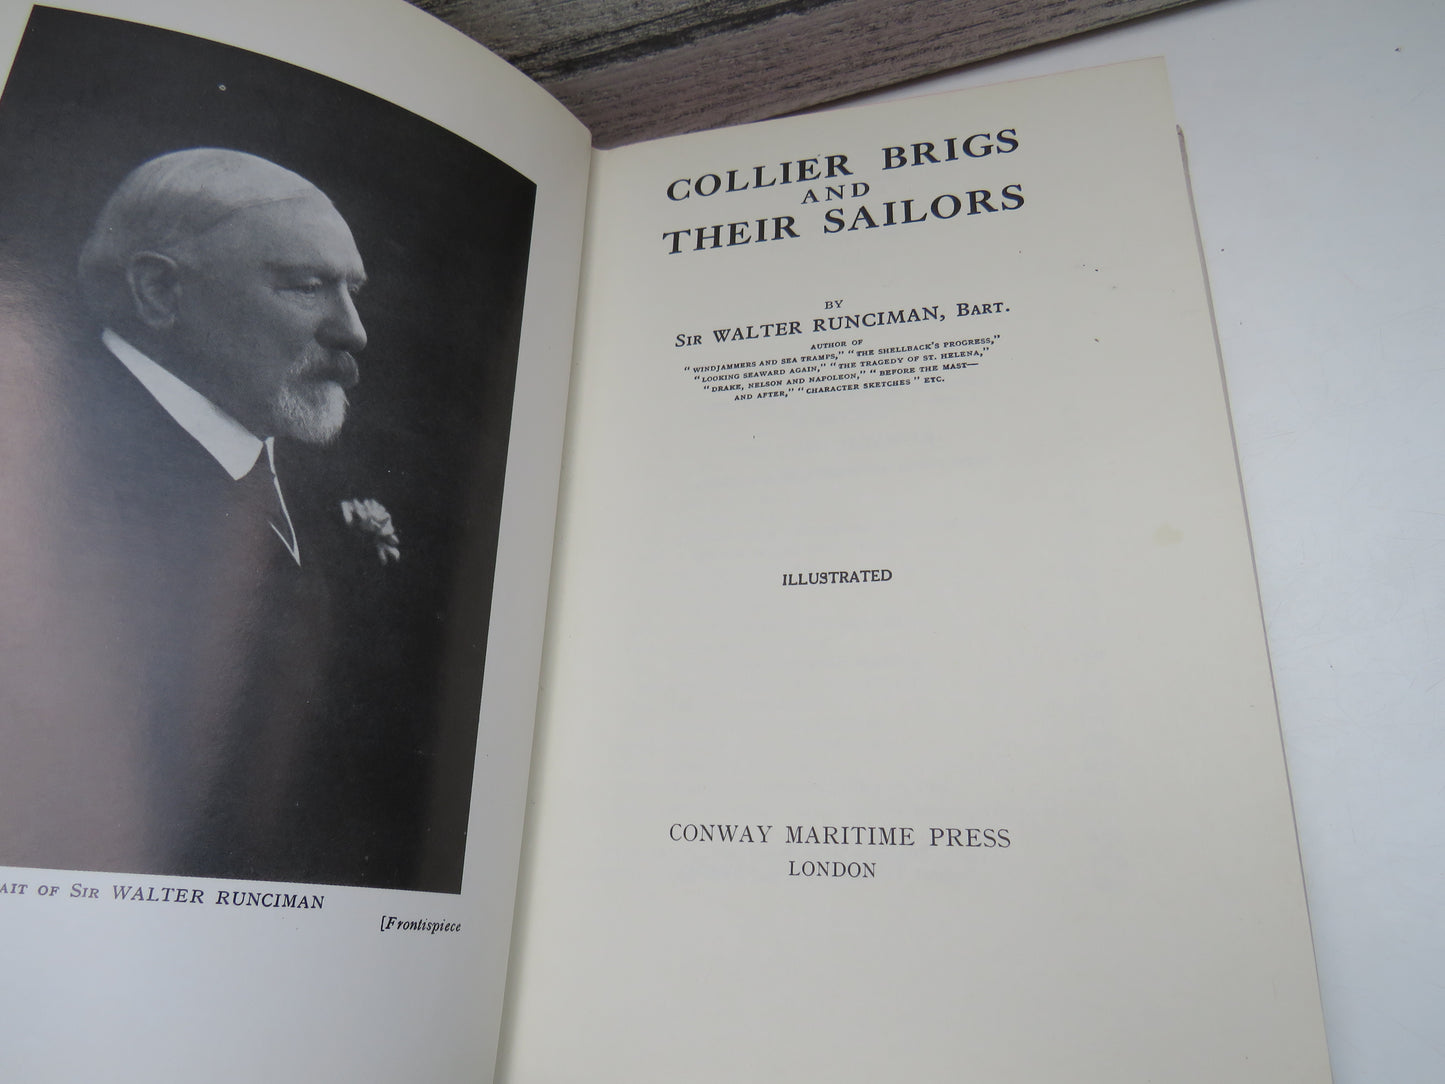 AIT OF SIR WALTER RUNCIMAN
[Frontispiece
COLLIER BRIGS
AND
THEIR SAILORS
BY
SIR WALTER RUNCIMAN, BART.
AUTHOR OF
"WINDJAMMERS AND SEA TRAMPS," "THE SHELLBACK'S PROGRESS,"
"LOOKING SEAWARD AGAIN," "THE TRAGEDY OF ST. HELENA,"
"DRAKE, NELSON AND NAPOLEON," "BEFORE THE MAST—
AND AFTER," "CHARACTER SKETCHES" ETC.
ILLUSTRATED
CONWAY MARITIME PRESS
LONDON